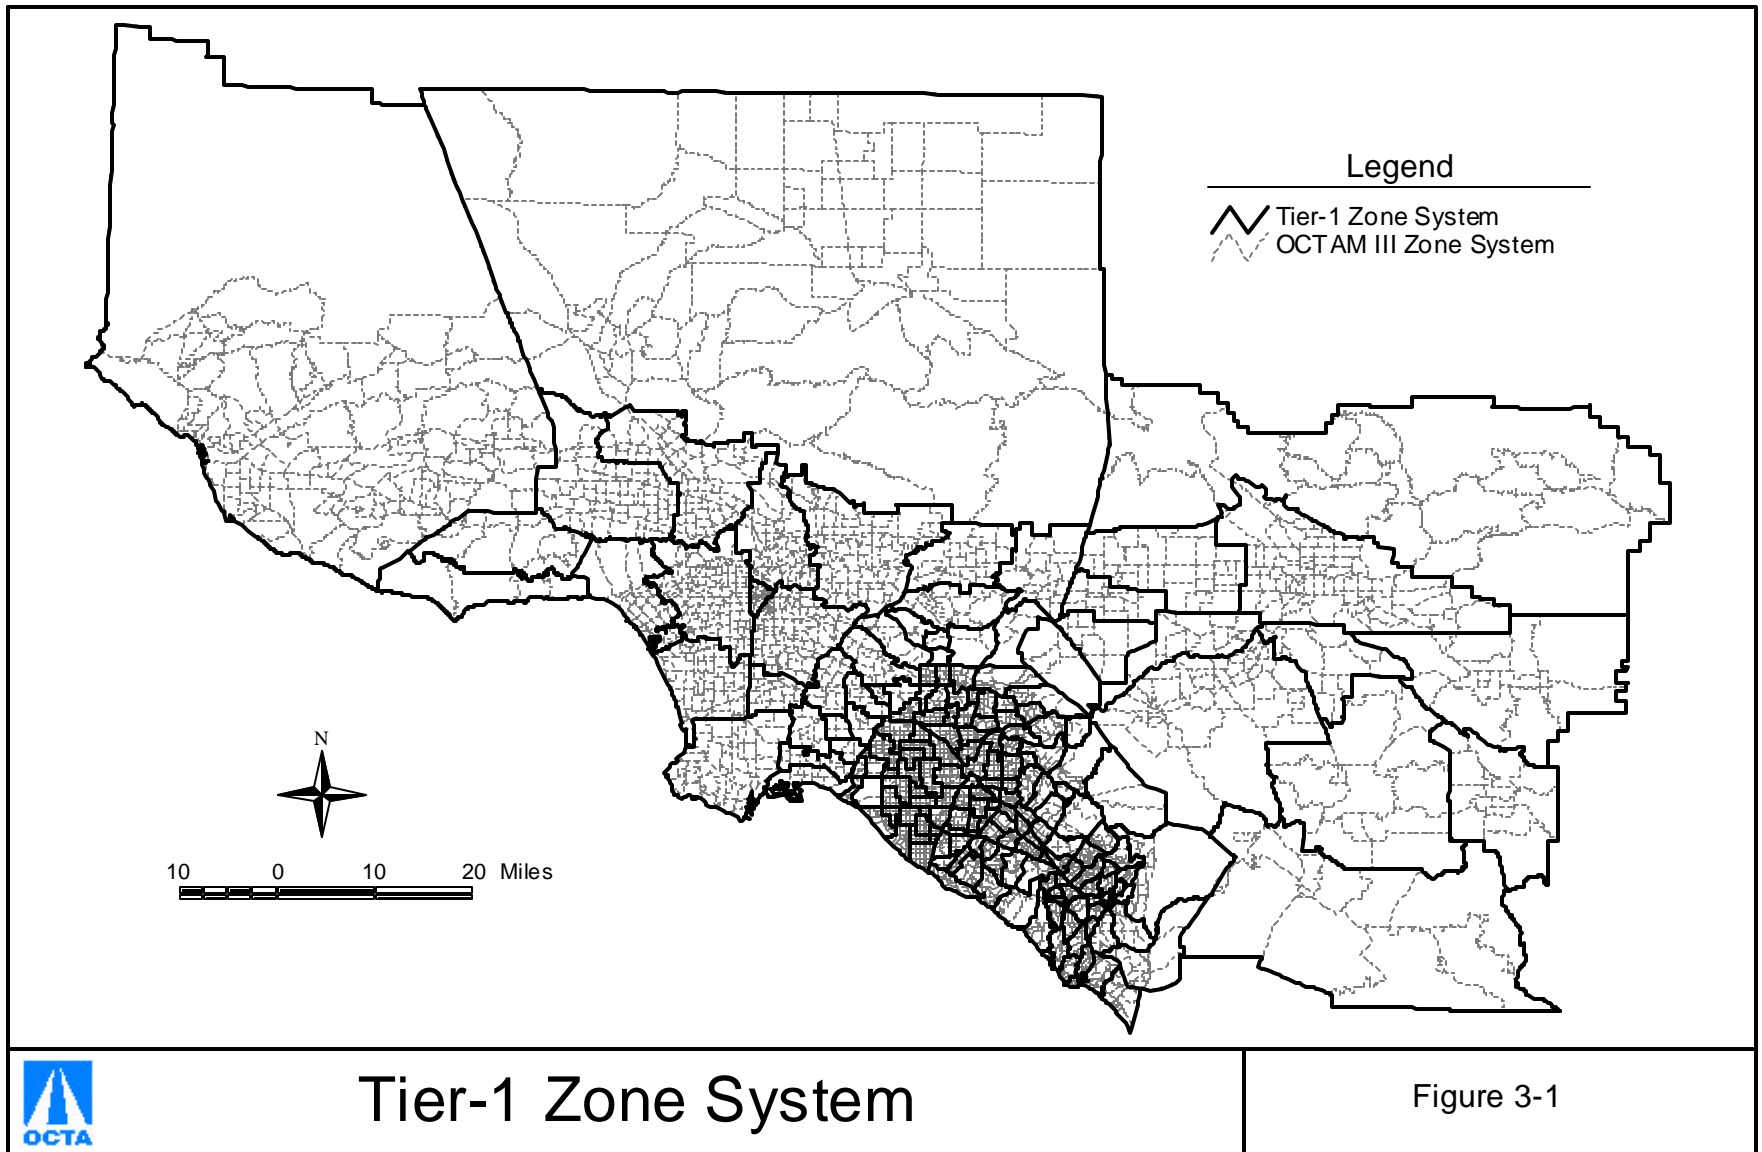 Legend
Tier-1 Zone System
OCTAM III Zone System
N
10 0 10 20 Miles
Tier-1 Zone System
Figure 3-1
OCTA